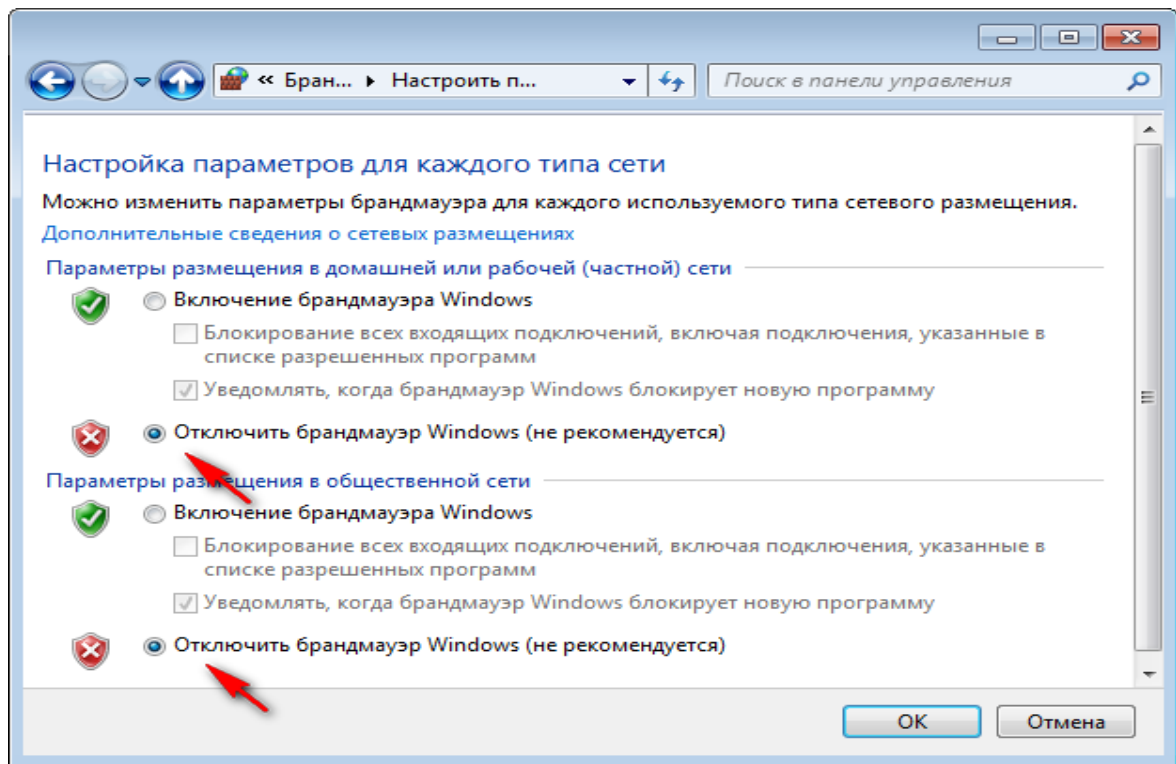 « Бран... Настроить п...
Поиск в панели управления
Настройка параметров для каждого типа сети
Можно изменить параметры брандмауэра для каждого используемого типа сетевого размещения.
Дополнительные сведения о сетевых размещениях
Параметры размещения в домашней или рабочей (частной) сети
Включение брандмауэра Windows
Блокирование всех входящих подключений, включая подключения, указанные в
списке разрешенных программ
Уведомлять, когда брандмауэр Windows блокирует новую программу
Отключить брандмауэр Windows (не рекомендуется)
Параметры размещения в общественной сети
Включение брандмауэра Windows
Блокирование всех входящих подключений, включая подключения, указанные в
списке разрешенных программ
Уведомлять, когда брандмауэр Windows блокирует новую программу
Отключить брандмауэр Windows (не рекомендуется)
ОК
Отмена